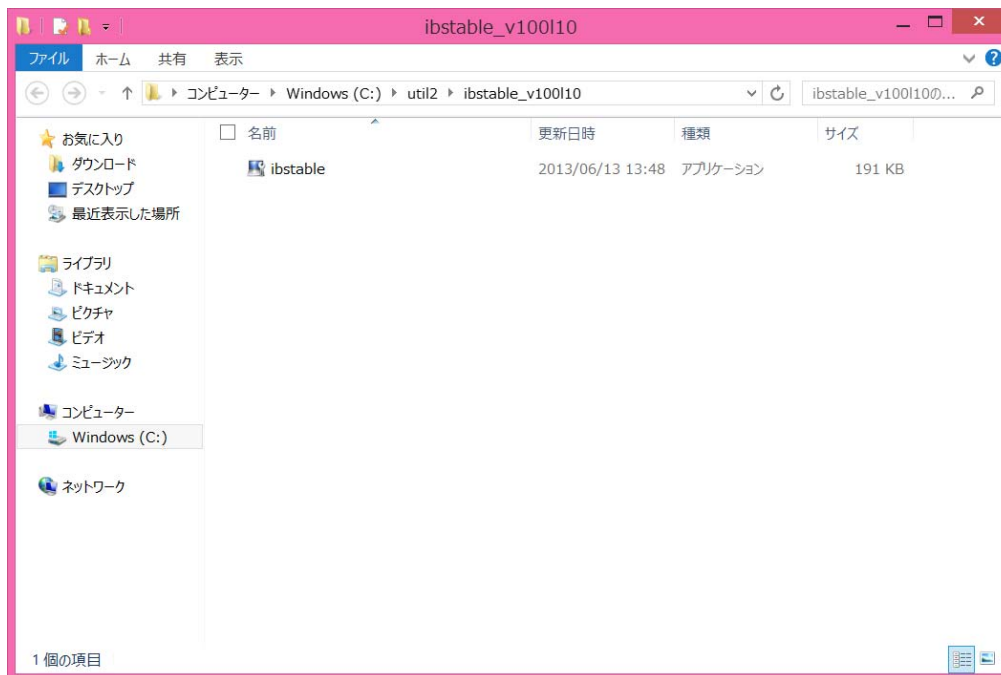 ibstable_v100l10
ファイル ホーム 共有 表示
コンピューター Windows (C:) util2 ibstable_v100l10 ibstable_v100l10の...
お気に入り
ダウンロード
デスクトップ
最近表示した場所
ライブラリ
ドキュメント
ピクチャ
ビデオ
ミュージック
コンピューター
Windows (C:)
ネットワーク
名前 更新日時 種類 サイズ
ibstable 2013/06/13 13:48 アプリケーション 191 KB
1 個の項目